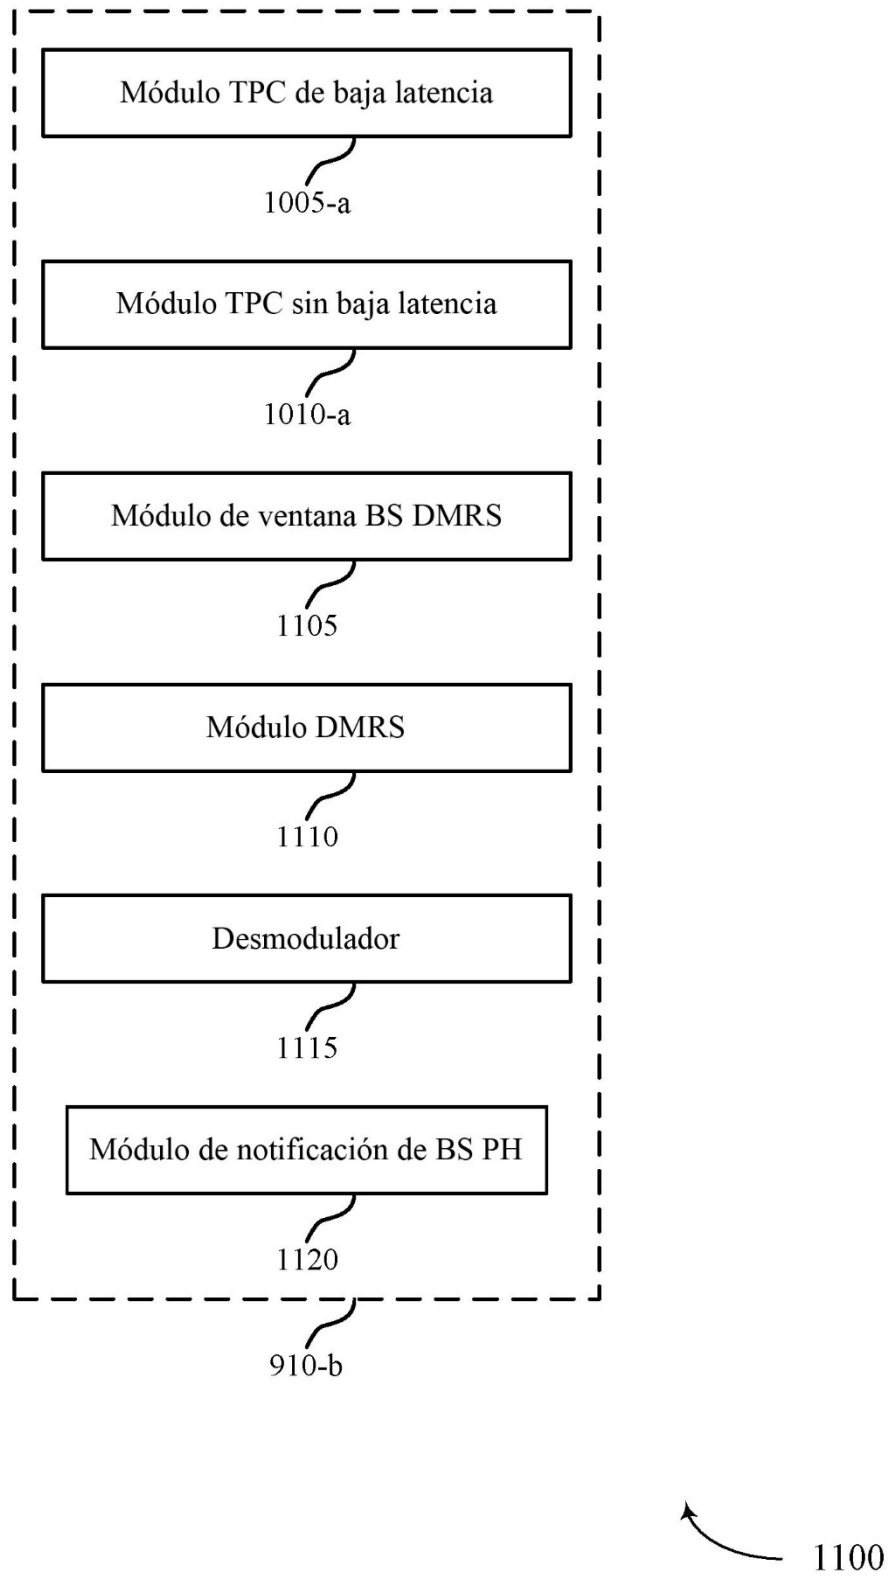 Módulo TPC de baja latencia
1005-a
Módulo TPC sin baja latencia
1010-a
Módulo de ventana BS DMRS
1105
Módulo DMRS
1110
Desmodulador
1115
Módulo de notificación de BS PH
1120
910-b
1100